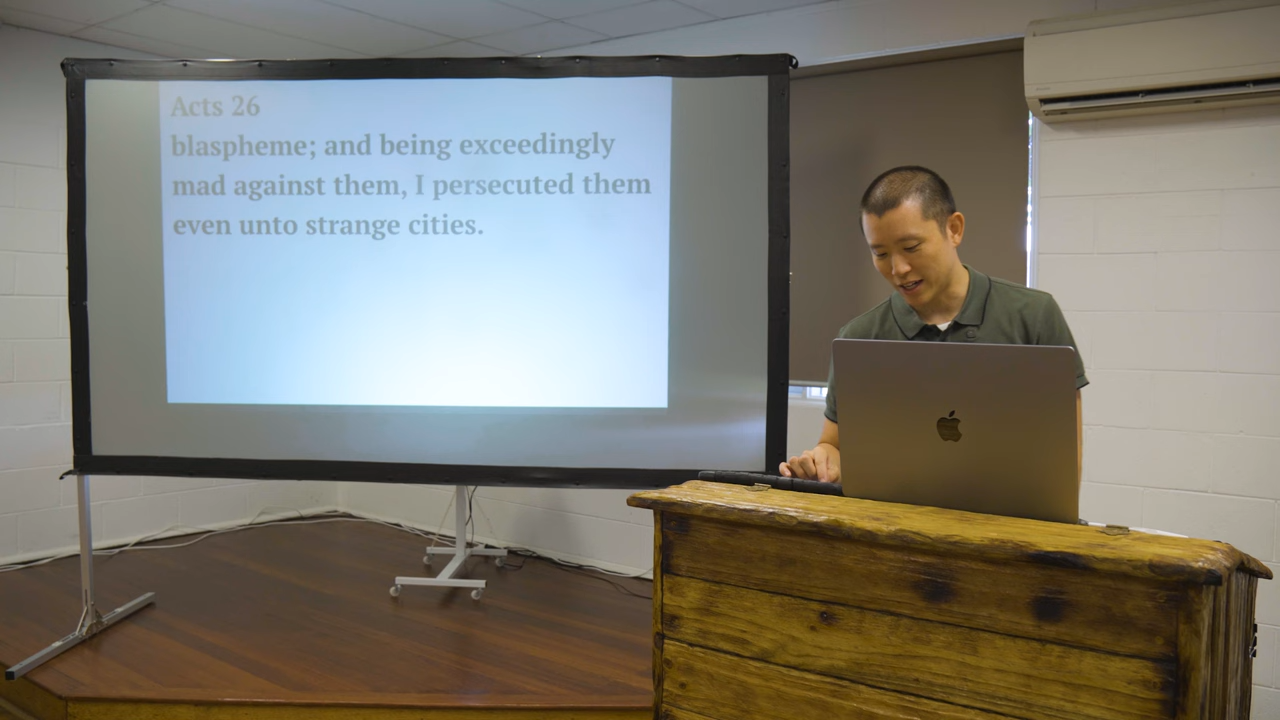 Acts 26
blaspheme; and being exceedingly
mad against them, I persecuted them
even unto strange cities.